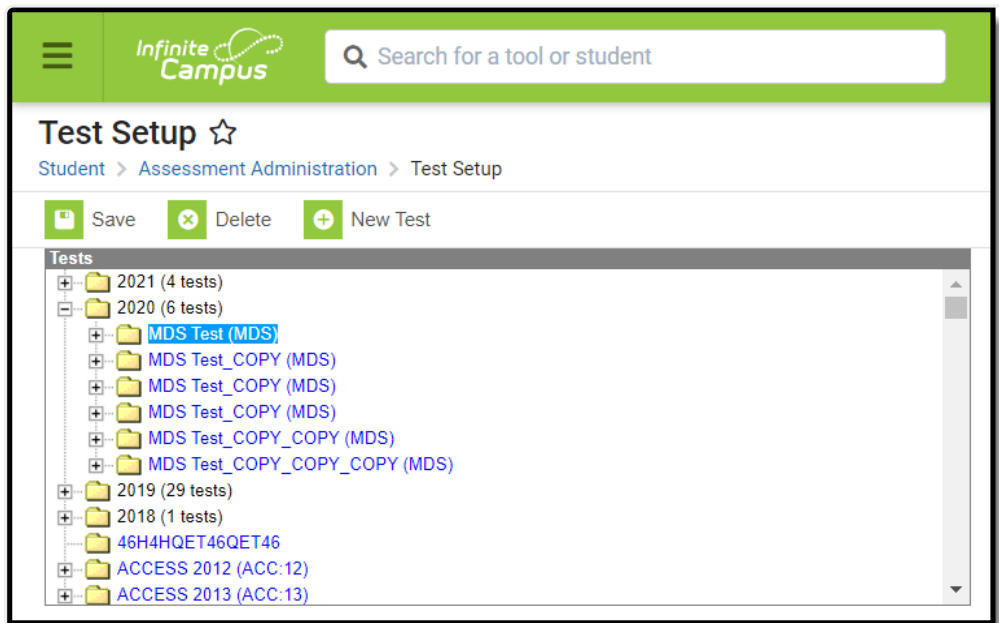 Infinite
Campus
Search for a tool or student
Test Setup
Student > Assessment Administration > Test Setup
Save Delete New Test
Tests
2021 (4 tests)
2020 (6 tests)
MDS Test (MDS)
MDS Test_COPY (MDS)
MDS Test_COPY (MDS)
MDS Test_COPY (MDS)
MDS Test_COPY_COPY (MDS)
MDS Test_COPY_COPY_COPY (MDS)
2019 (29 tests)
2018 (1 tests)
46H4HQET46QET46
ACCESS 2012 (ACC:12)
ACCESS 2013 (ACC:13)